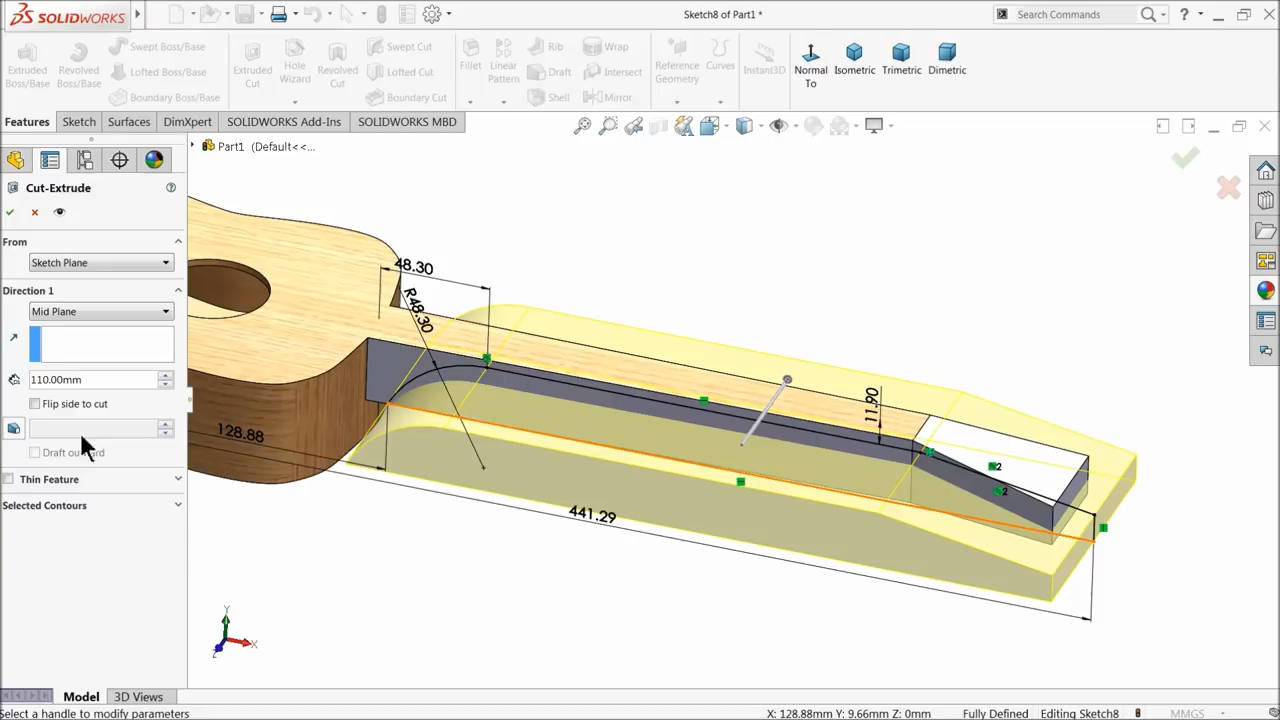 SOLIDWORKS
Sketch8 of Part1 *
Search Commands
Extruded Boss/Base
Revolved Boss/Base
Swept Boss/Base
Lofted Boss/Base
Boundary Boss/Base
Extruded Cut
Hole Wizard
Revolved Cut
Swept Cut
Lofted Cut
Boundary Cut
Fillet
Linear Pattern
Rib
Draft
Shell
Wrap
Intersect
Mirror
Reference Geometry
Curves
Instant3D
Normal To
Isometric
Trimetric
Dimetric
Features
Sketch
Surfaces
DimXpert
SOLIDWORKS Add-Ins
SOLIDWORKS MBD
Part1 (Default<<...
Cut-Extrude
From
Sketch Plane
Direction 1
Mid Plane
110.00mm
Flip side to cut
Thin Feature
Selected Contours
48.30
R48.30
11.90
128.88
441.29
2
2
Y
X
Z
Model
3D Views
Select a handle to modify parameters
X: 128.88mm Y: 9.66mm Z: 0mm
Fully Defined
Editing Sketch8
MMGS